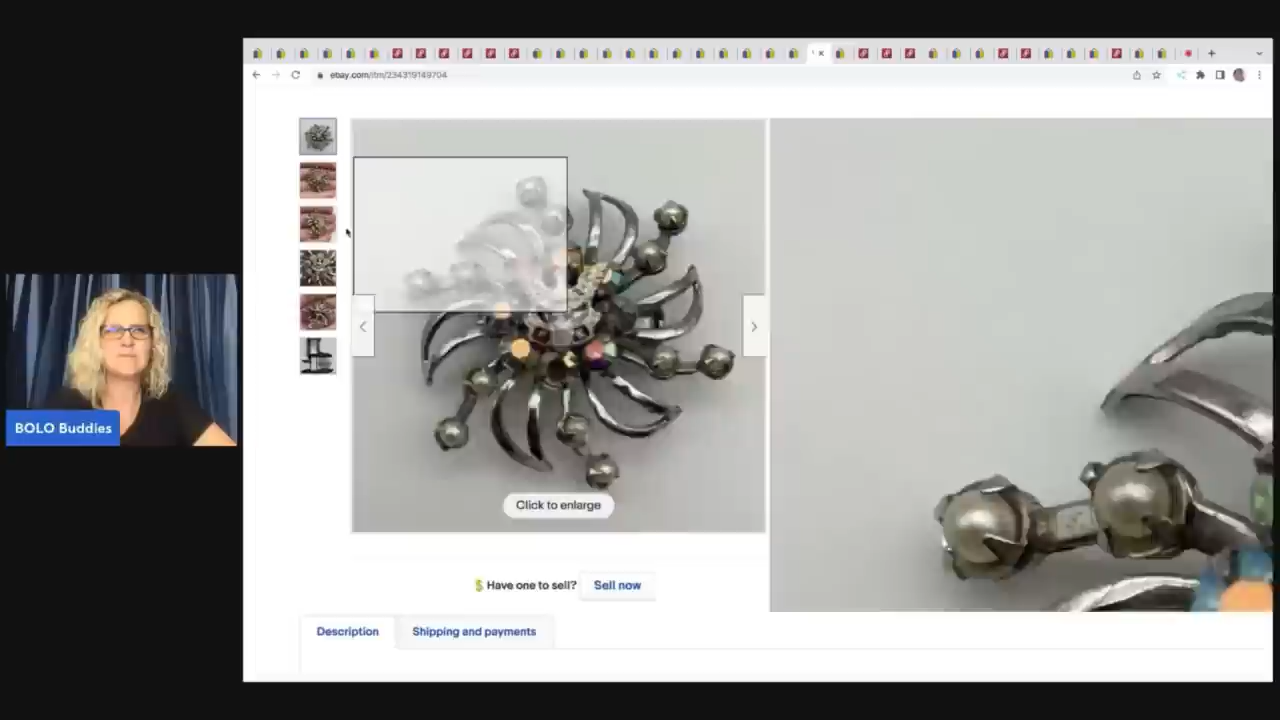 ebay.com/itm/234319149704
Click to enlarge
Have one to sell? Sell now
Description Shipping and payments
BOLO Buddies